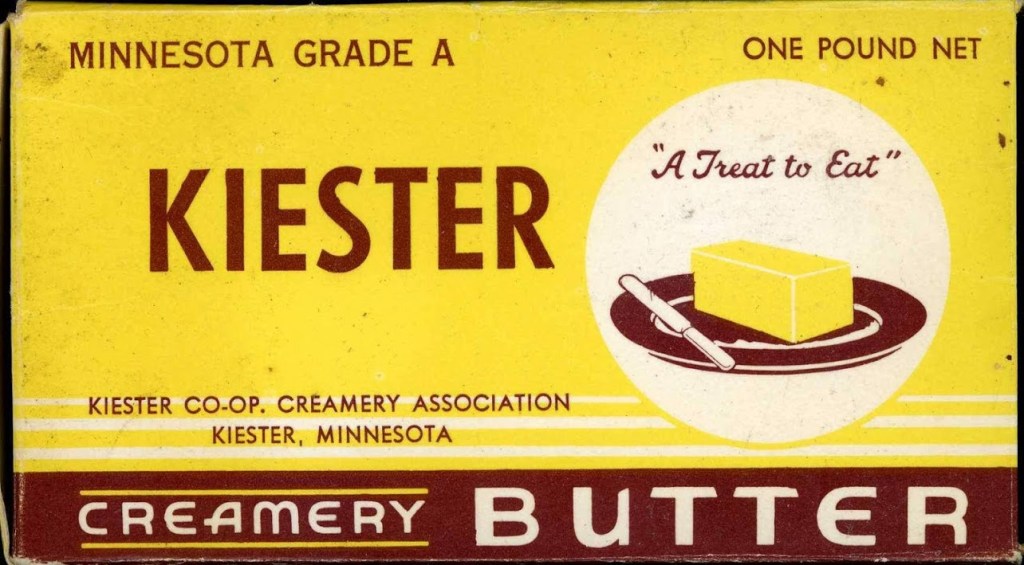 MINNESOTA GRADE A
ONE POUND NET
KIESTER
"A Treat to Eat"
KIESTER CO-OP. CREAMERY ASSOCIATION
KIESTER, MINNESOTA
CREAMERY BUTTER